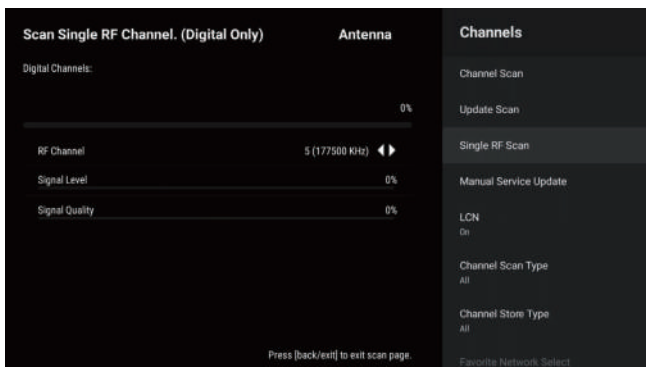 Scan Single RF Channel. (Digital Only) Antenna
Digital Channels:
0%
RF Channel 5 (177500 KHz)
Signal Level 0%
Signal Quality 0%
Press [back/exit] to exit scan page.
Channels
Channel Scan
Update Scan
Single RF Scan
Manual Service Update
LCN
On
Channel Scan Type
All
Channel Store Type
All
Favorite Network Select